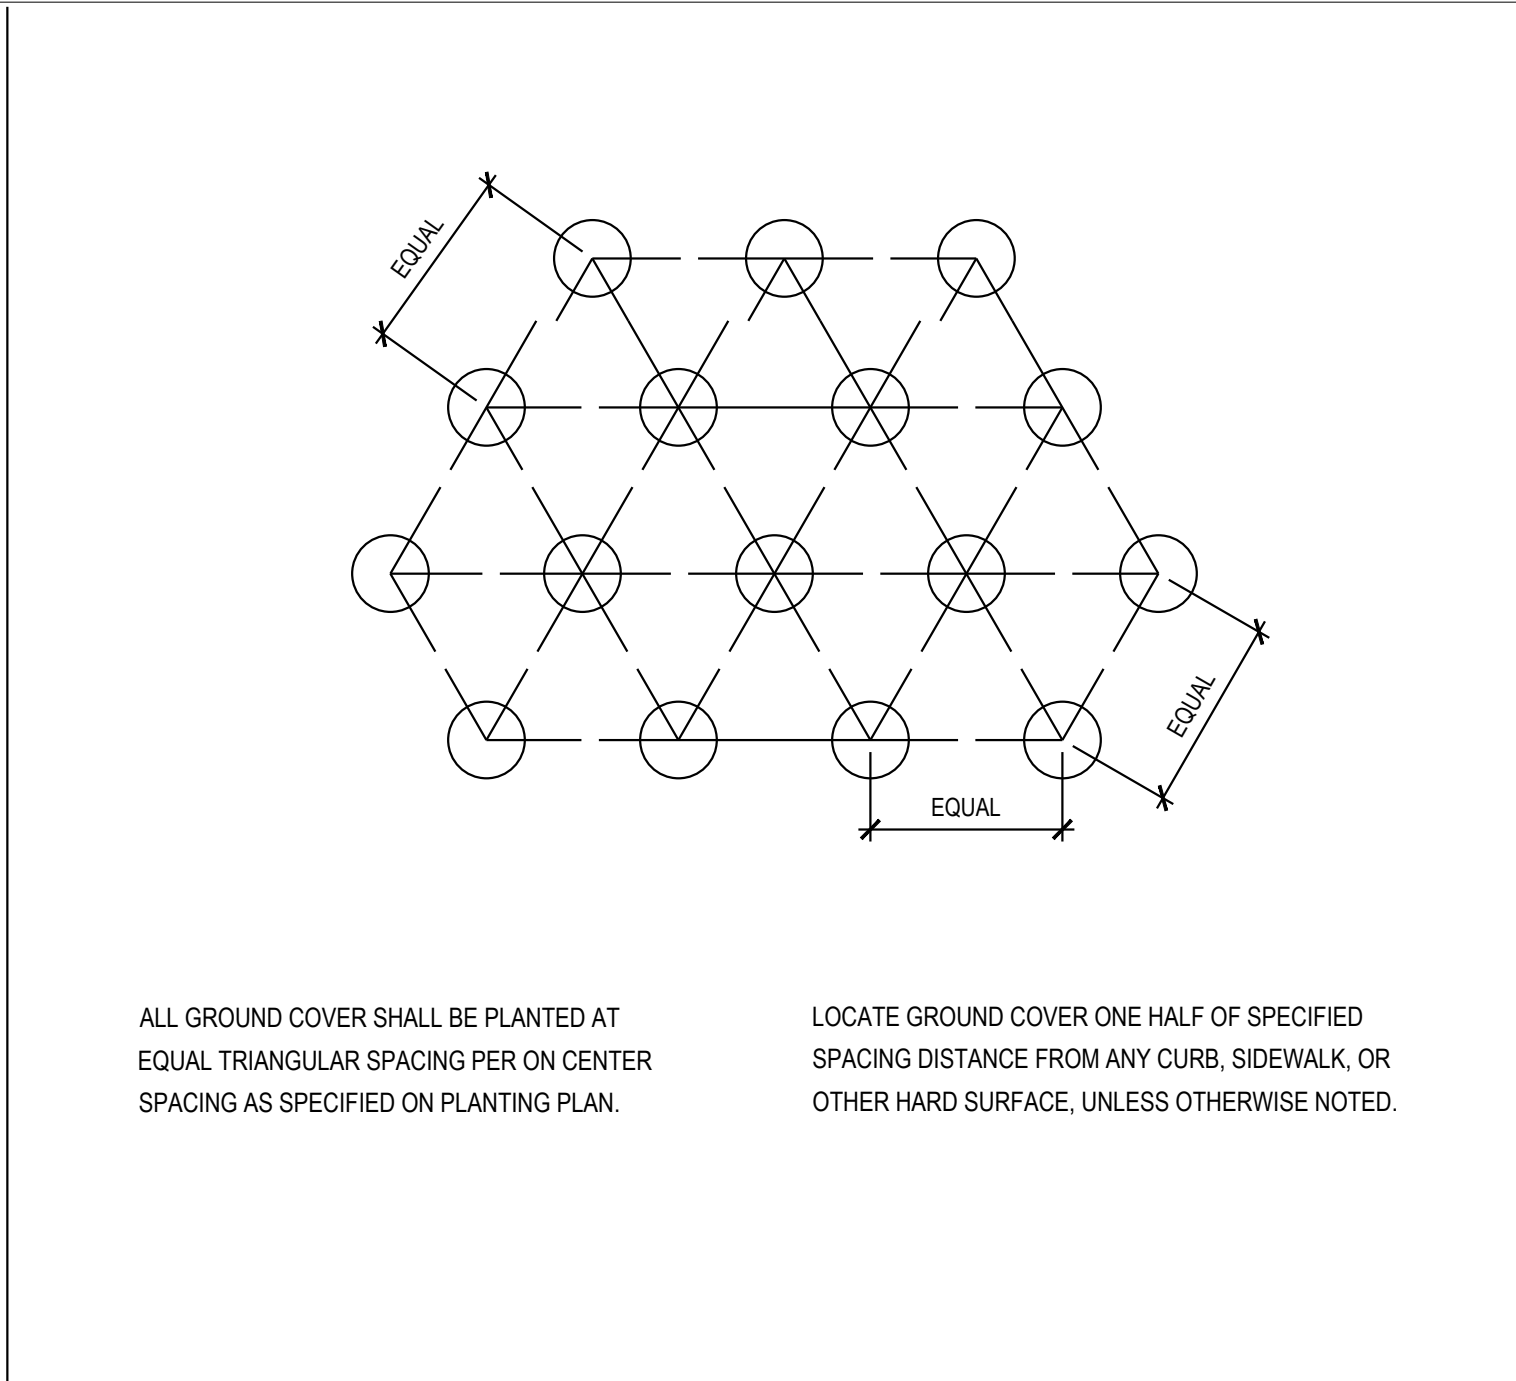 EQUAL
EQUAL
EQUAL
ALL GROUND COVER SHALL BE PLANTED AT
EQUAL TRIANGULAR SPACING PER ON CENTER
SPACING AS SPECIFIED ON PLANTING PLAN.
LOCATE GROUND COVER ONE HALF OF SPECIFIED
SPACING DISTANCE FROM ANY CURB, SIDEWALK, OR
OTHER HARD SURFACE, UNLESS OTHERWISE NOTED.